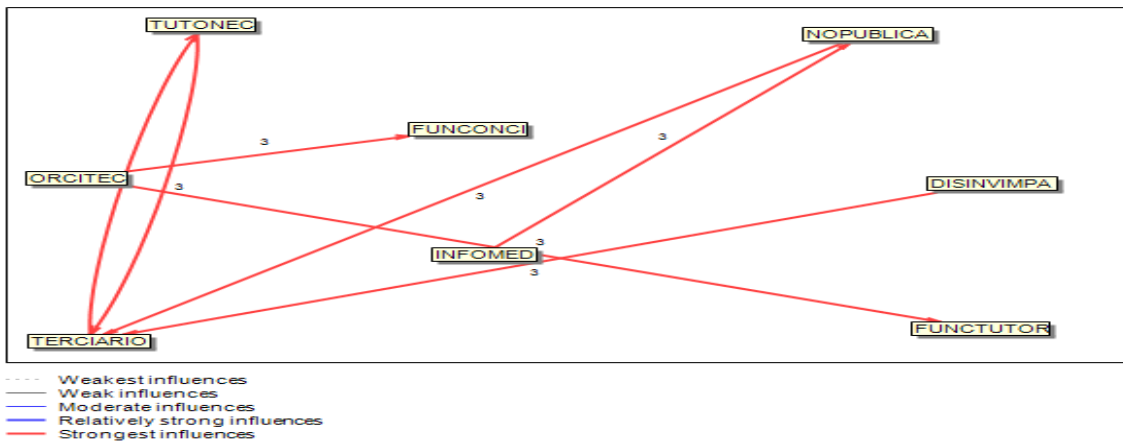 TUTONEC
NOPUBLICA
FUNCONCI
3
3
ORCITEC
3
DISINVIMPA
3
3
INFOMED
3
FUNCTUTOR
TERCIARIO
Weakest influences
Weak influences
Moderate influences
Relatively strong influences
Strongest influences